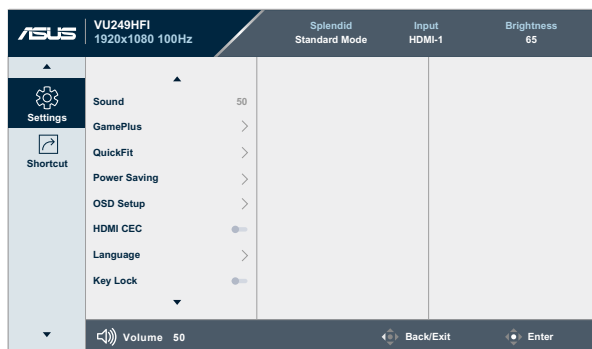 ASUS
VU249HFI
1920x1080 100Hz
Splendid
Standard Mode
Input
HDMI-1
Brightness
65
Settings
Shortcut
Sound 50
GamePlus
QuickFit
Power Saving
OSD Setup
HDMI CEC
Language
Key Lock
Volume 50
Back/Exit
Enter